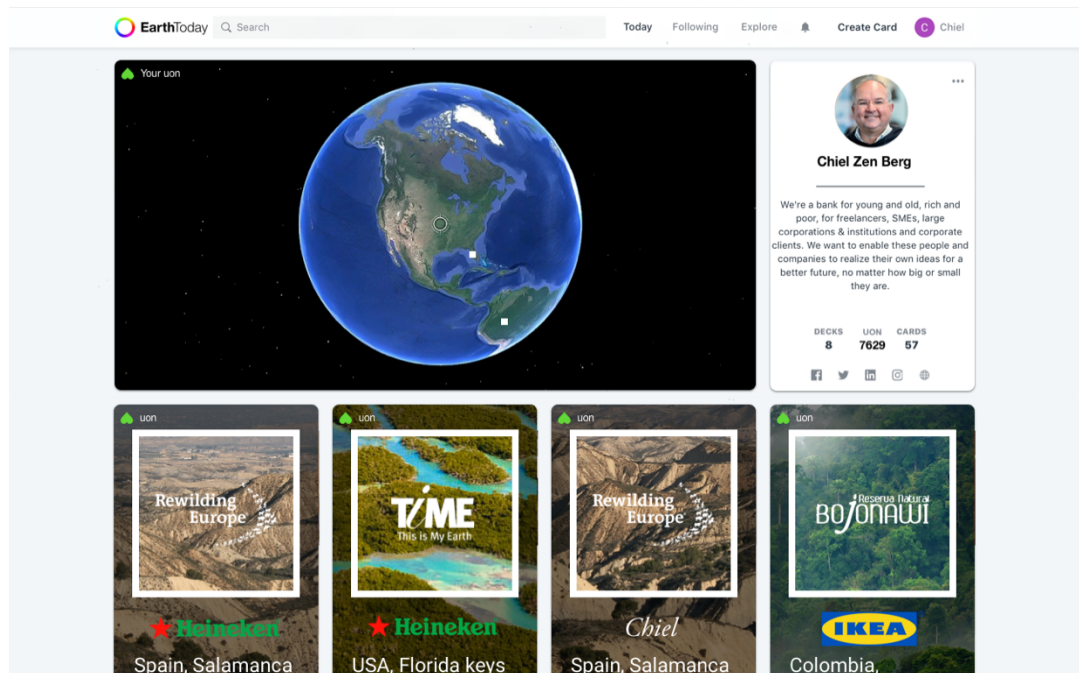 EarthToday
Search
Today
Following
Explore
Create Card
C
Chiel
Your uon
Chiel Zen Berg
We're a bank for young and old, rich and
poor, for freelancers, SMEs, large
corporations & institutions and corporate
clients. We want to enable these people and
companies to realize their own ideas for a
better future, no matter how big or small
they are.
DECKS
8
UON
7629
CARDS
57
uon
Rewilding
Europe
Heineken
Spain, Salamanca
uon
TiME
This is My Earth
Heineken
USA, Florida keys
uon
Rewilding
Europe
Chiel
Spain, Salamanca
uon
Reserva Natural
BOJONAWI
IKEA
Colombia,